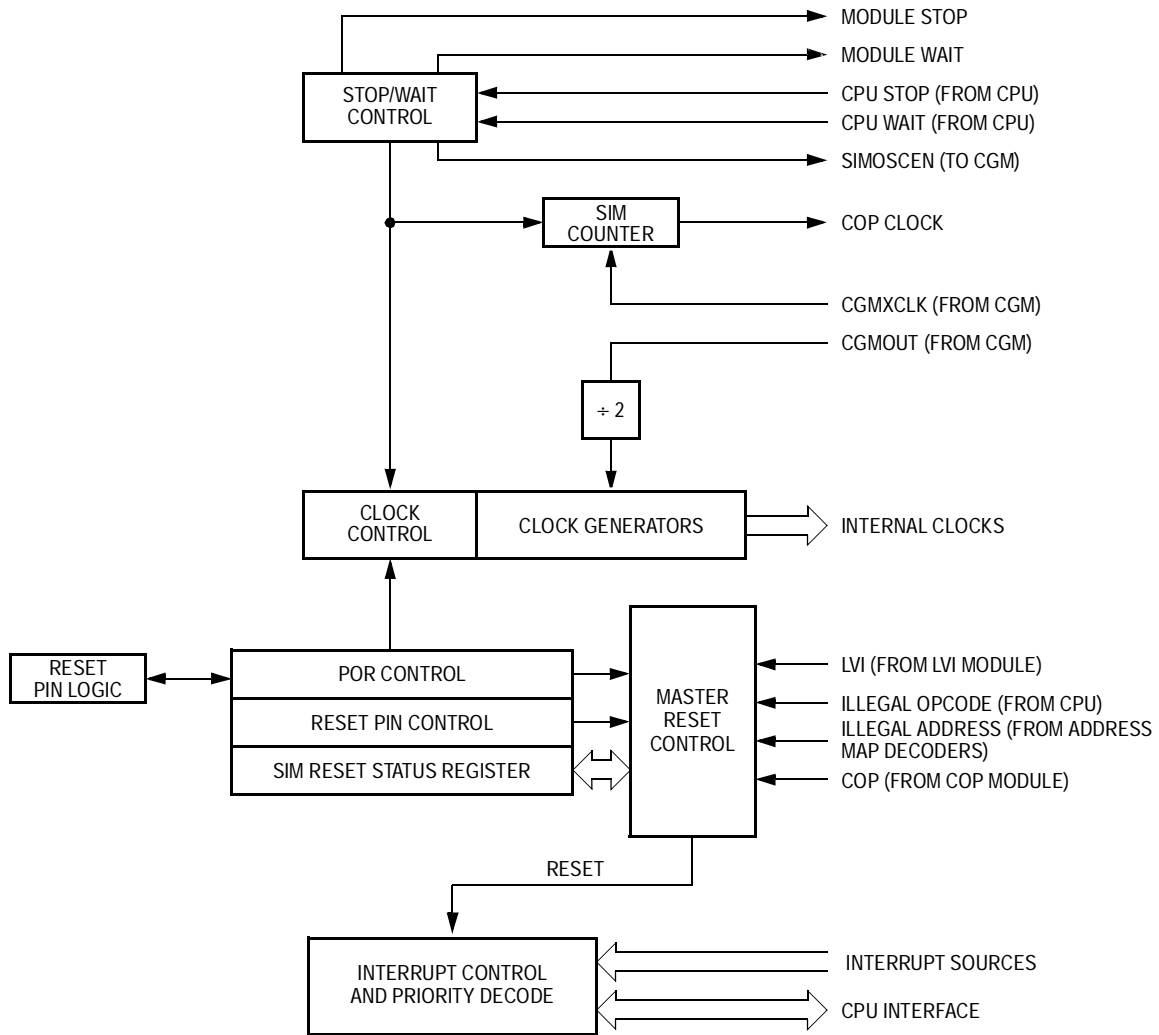 MODULE STOP
MODULE WAIT
STOP/WAIT
CONTROL
CPU STOP (FROM CPU)
CPU WAIT (FROM CPU)
SIMOSCEN (TO CGM)
SIM
COUNTER
COP CLOCK
CGMXCLK (FROM CGM)
CGMOUT (FROM CGM)
÷ 2
CLOCK
CONTROL
CLOCK GENERATORS
INTERNAL CLOCKS
RESET
PIN LOGIC
POR CONTROL
RESET PIN CONTROL
SIM RESET STATUS REGISTER
MASTER
RESET
CONTROL
LVI (FROM LVI MODULE)
ILLEGAL OPCODE (FROM CPU)
ILLEGAL ADDRESS (FROM ADDRESS
MAP DECODERS)
COP (FROM COP MODULE)
RESET
INTERRUPT CONTROL
AND PRIORITY DECODE
INTERRUPT SOURCES
CPU INTERFACE